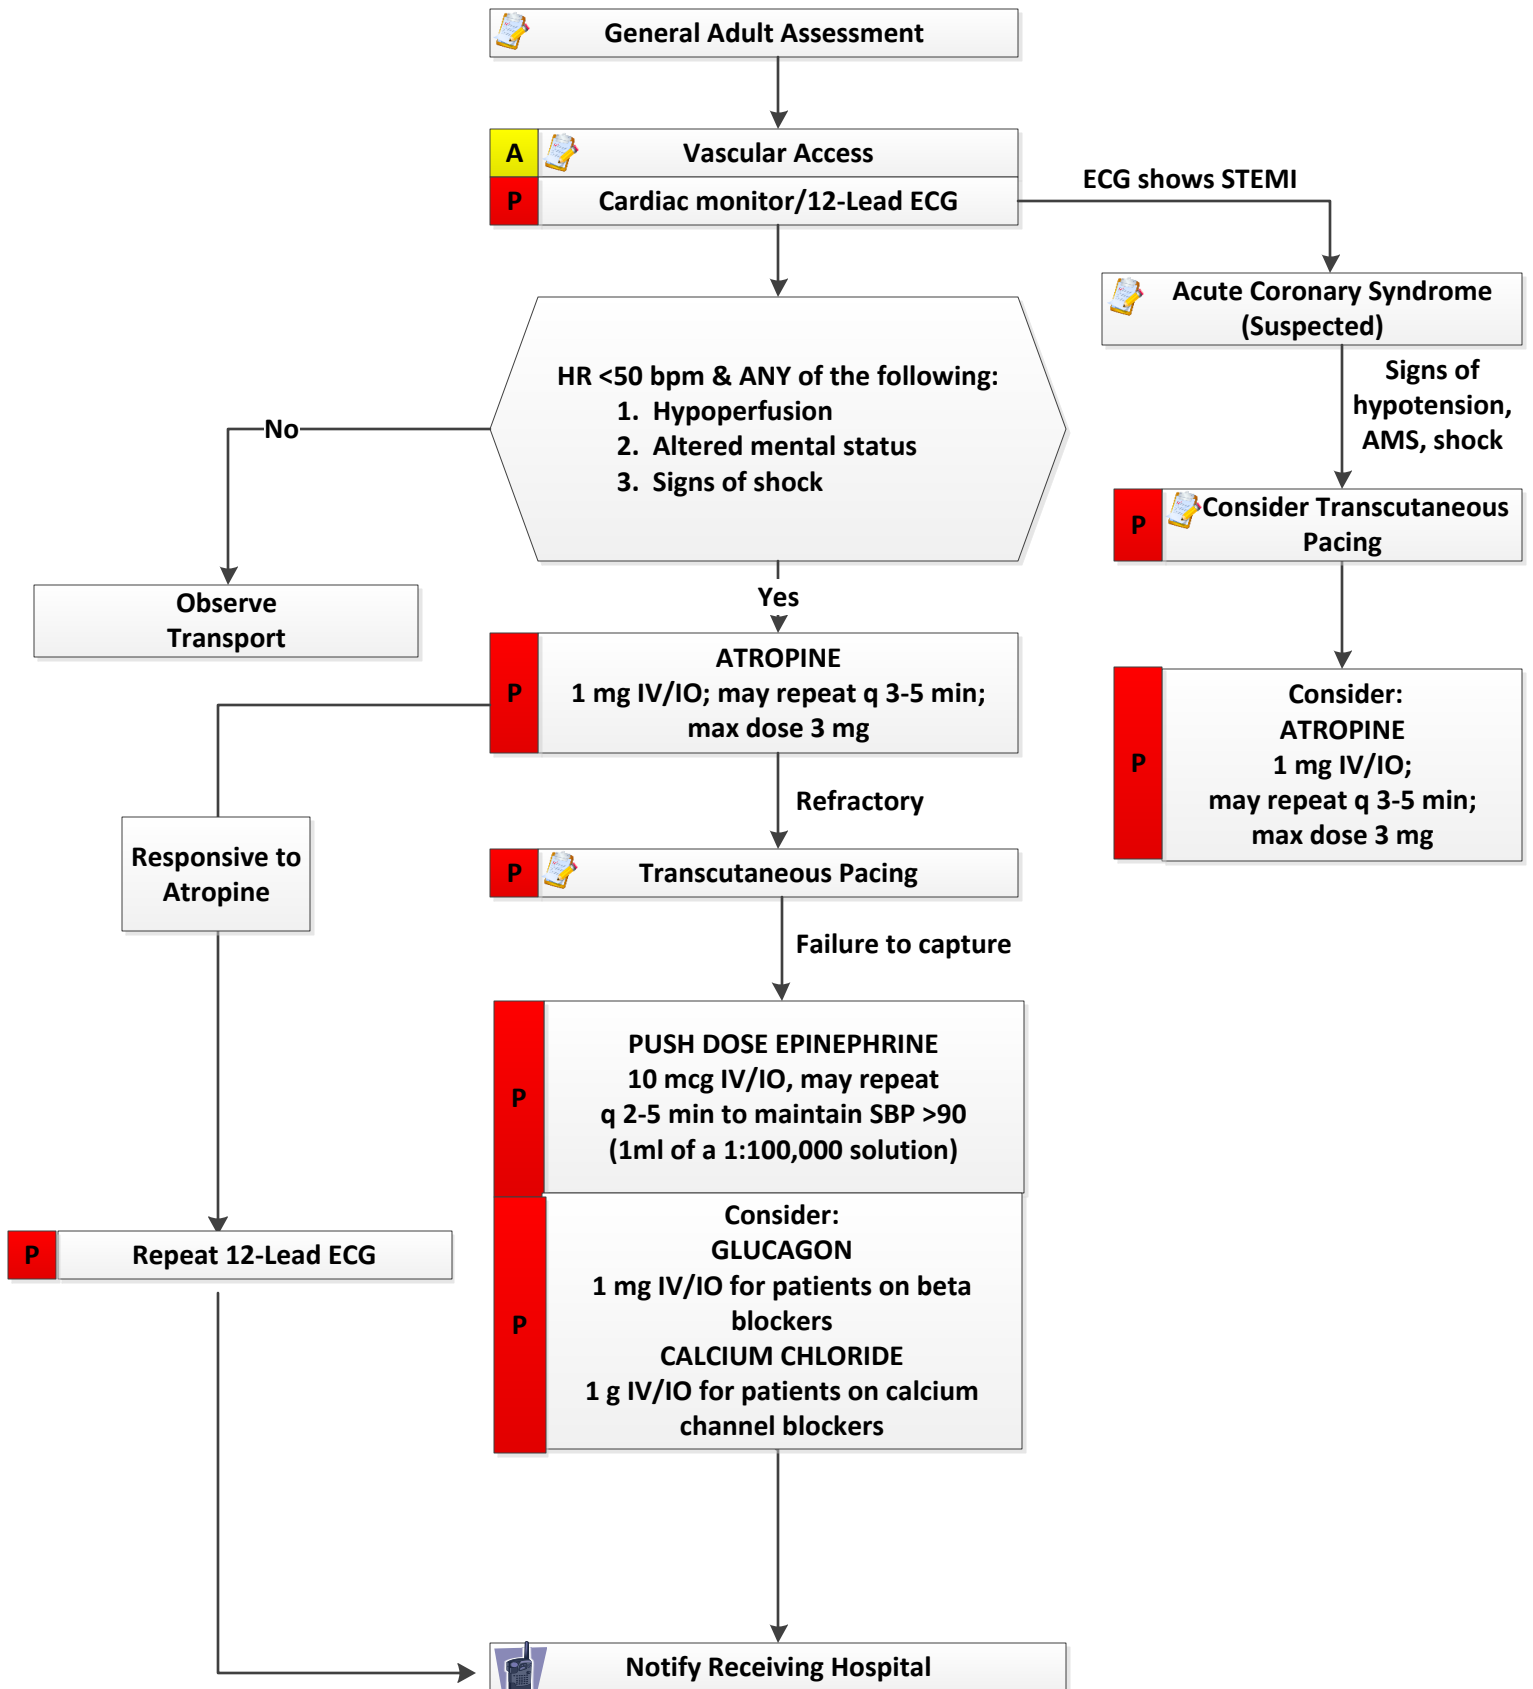 General Adult Assessment
A
Vascular Access
P
Cardiac monitor/12-Lead ECG
ECG shows STEMI
Acute Coronary Syndrome
(Suspected)
Signs of
hypotension,
AMS, shock
P
Consider Transcutaneous
Pacing
P
Consider:
ATROPINE
1 mg IV/IO;
may repeat q 3-5 min;
max dose 3 mg
HR <50 bpm & ANY of the following:
1. Hypoperfusion
2. Altered mental status
3. Signs of shock
No
Observe
Transport
Yes
P
ATROPINE
1 mg IV/IO; may repeat q 3-5 min;
max dose 3 mg
Responsive to
Atropine
P
Repeat 12-Lead ECG
Refractory
P
Transcutaneous Pacing
Failure to capture
P
PUSH DOSE EPINEPHRINE
10 mcg IV/IO, may repeat
q 2-5 min to maintain SBP >90
(1ml of a 1:100,000 solution)
P
Consider:
GLUCAGON
1 mg IV/IO for patients on beta
blockers
CALCIUM CHLORIDE
1 g IV/IO for patients on calcium
channel blockers
Notify Receiving Hospital